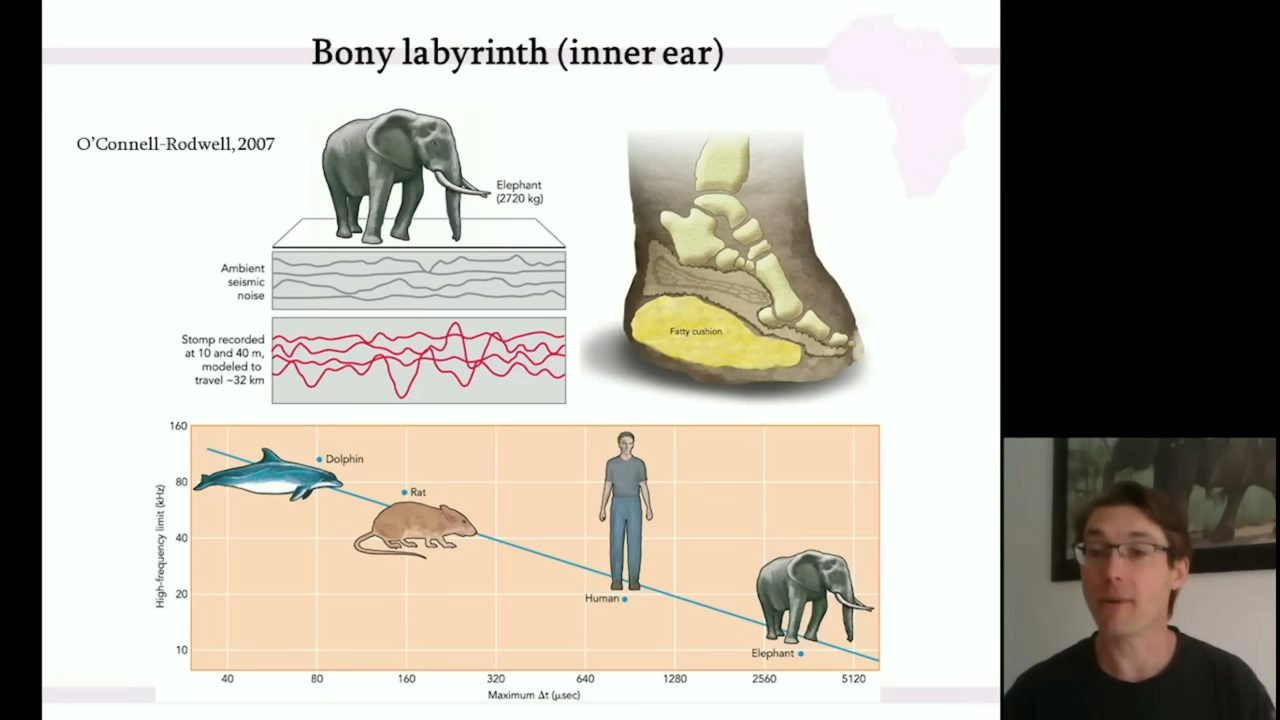 Bony labyrinth (inner ear)
O'Connell-Rodwell, 2007
Elephant
(2720 kg)
Ambient
seismic
noise
Stomp recorded
at 10 and 40 m,
modeled to
travel ~32 km
Fatty cushion
High-frequency limit (kHz)
160
80
40
20
10
Dolphin
Rat
Human
Elephant
40 80 160 320 640 1280 2560 5120
Maximum Δt (μsec)